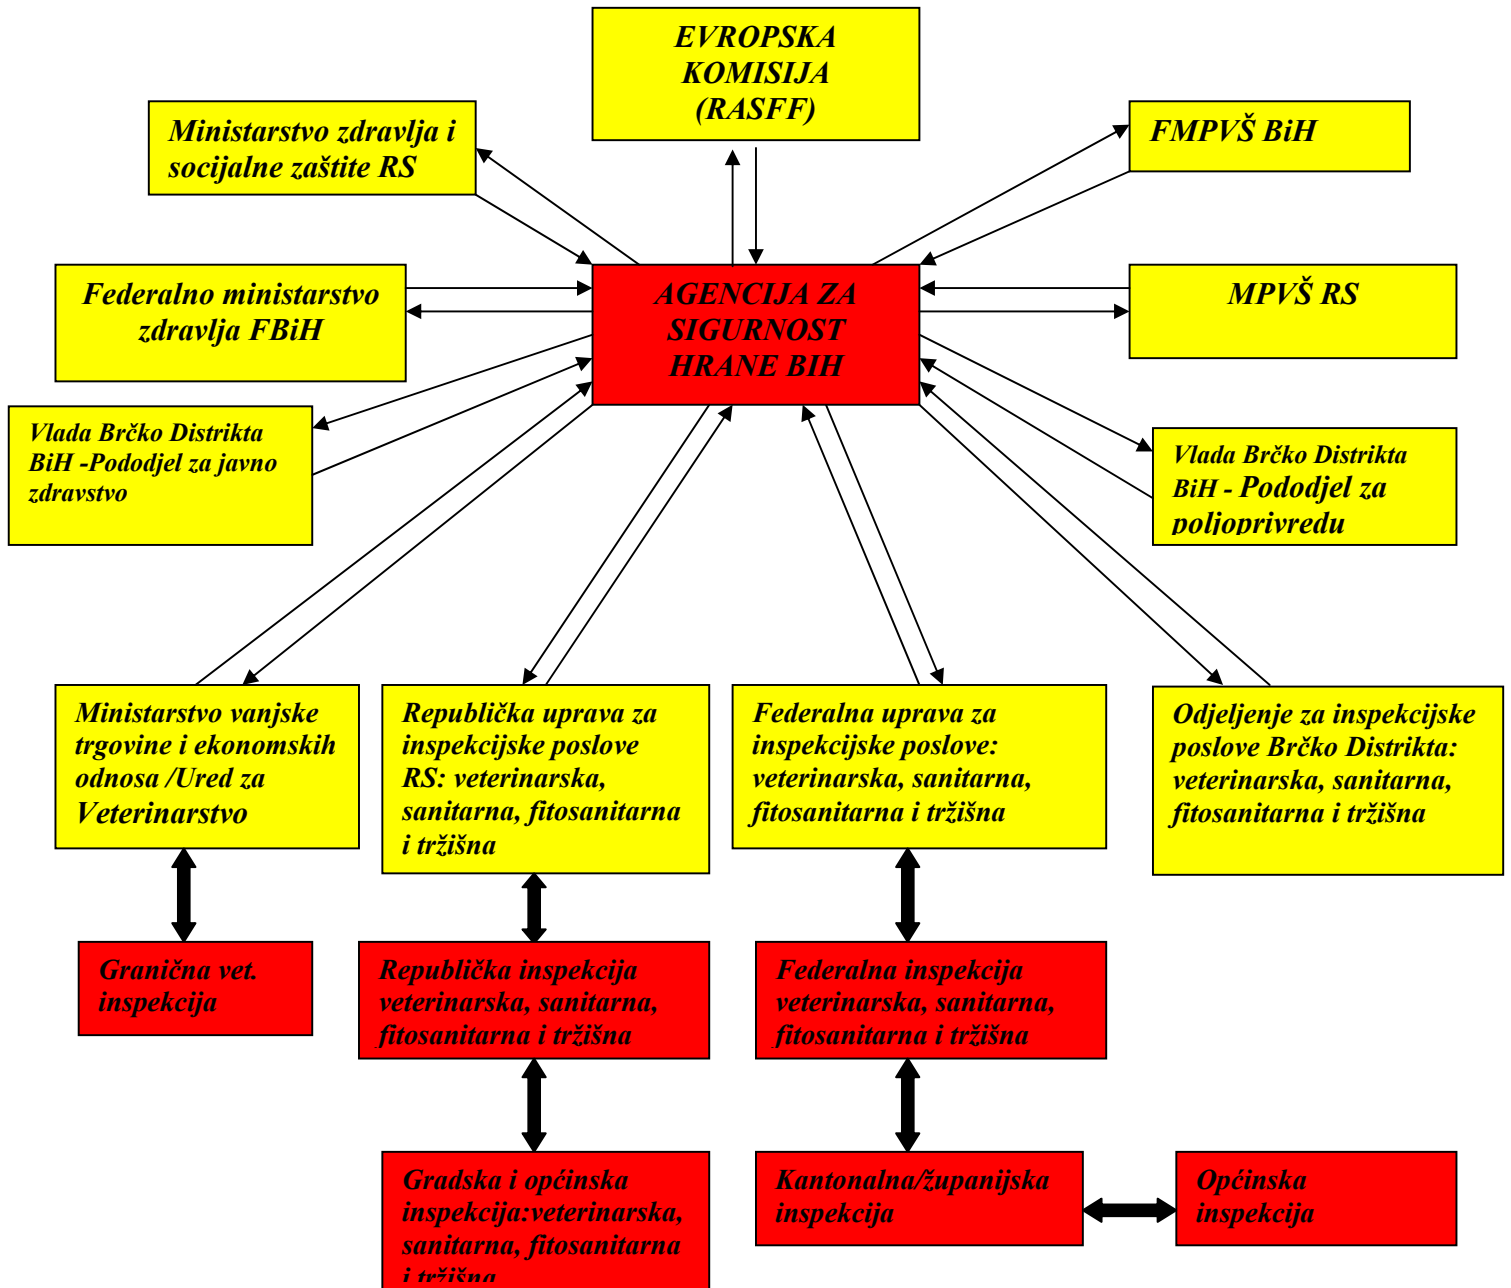 EVROPSKA
KOMISIJA
(RASFF)
Ministarstvo zdravlja i
socijalne zaštite RS
FMPVŠ BiH
Federalno ministarstvo
zdravlja FBiH
AGENCIJA ZA
SIGURNOST
HRANE BIH
MPVŠ RS
Vlada Brčko Distrikta
BiH -Pododjel za javno
zdravstvo
Vlada Brčko Distrikta
BiH - Pododjel za
poljoprivredu
Ministarstvo vanjske
trgovine i ekonomskih
odnosa /Ured za
Veterinarstvo
Republička uprava za
inspekcijske poslove
RS: veterinarska,
sanitarna, fitosanitarna
i tržišna
Federalna uprava za
inspekcijske poslove:
veterinarska, sanitarna,
fitosanitarna i tržišna
Odjeljenje za inspekcijske
poslove Brčko Distrikta:
veterinarska, sanitarna,
fitosanitarna i tržišna
Granična vet.
inspekcija
Republička inspekcija
veterinarska, sanitarna,
fitosanitarna i tržišna
Federalna inspekcija
veterinarska, sanitarna,
fitosanitarna i tržišna
Gradska i općinska
inspekcija:veterinarska,
sanitarna, fitosanitarna
i tržišna
Kantonalna/županijska
inspekcija
Općinska
inspekcija